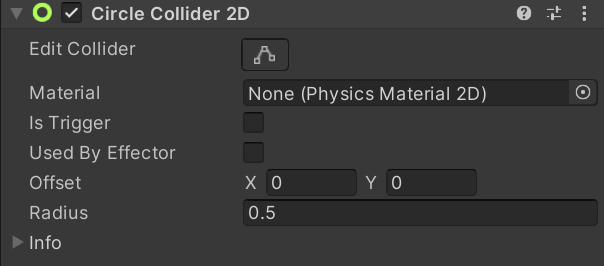 Circle Collider 2D
Edit Collider
Material None (Physics Material 2D)
Is Trigger
Used By Effector
Offset X 0 Y 0
Radius 0.5
Info